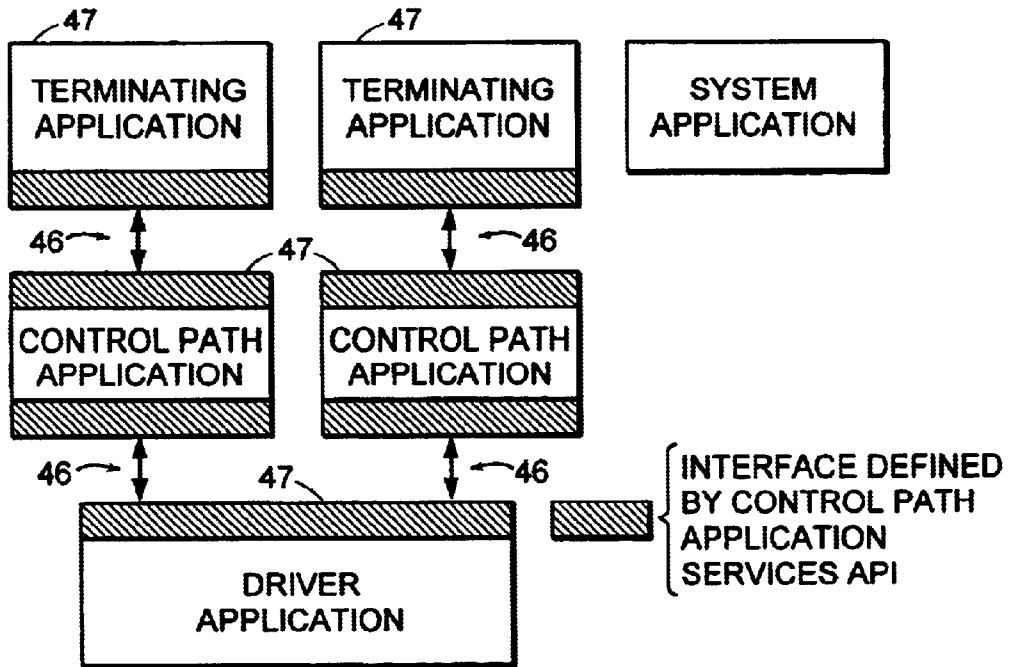 47
47
TERMINATING
APPLICATION
TERMINATING
APPLICATION
SYSTEM
APPLICATION
46
46
47
CONTROL PATH
APPLICATION
CONTROL PATH
APPLICATION
46
46
47
INTERFACE DEFINED
BY CONTROL PATH
APPLICATION
SERVICES API
DRIVER
APPLICATION